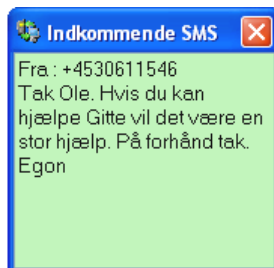 Indkommende SMS
Fra : +4530611546
Tak Ole. Hvis du kan
hjælpe Gitte vil det være en
stor hjælp. På forhånd tak.
Egon